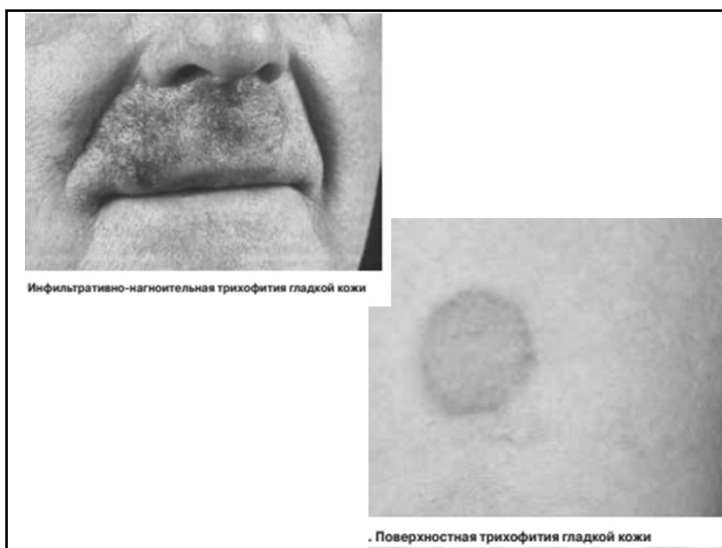 Инфильтративно-нагноительная трихофития гладкой кожи
. Поверхностная трихофития гладкой кожи